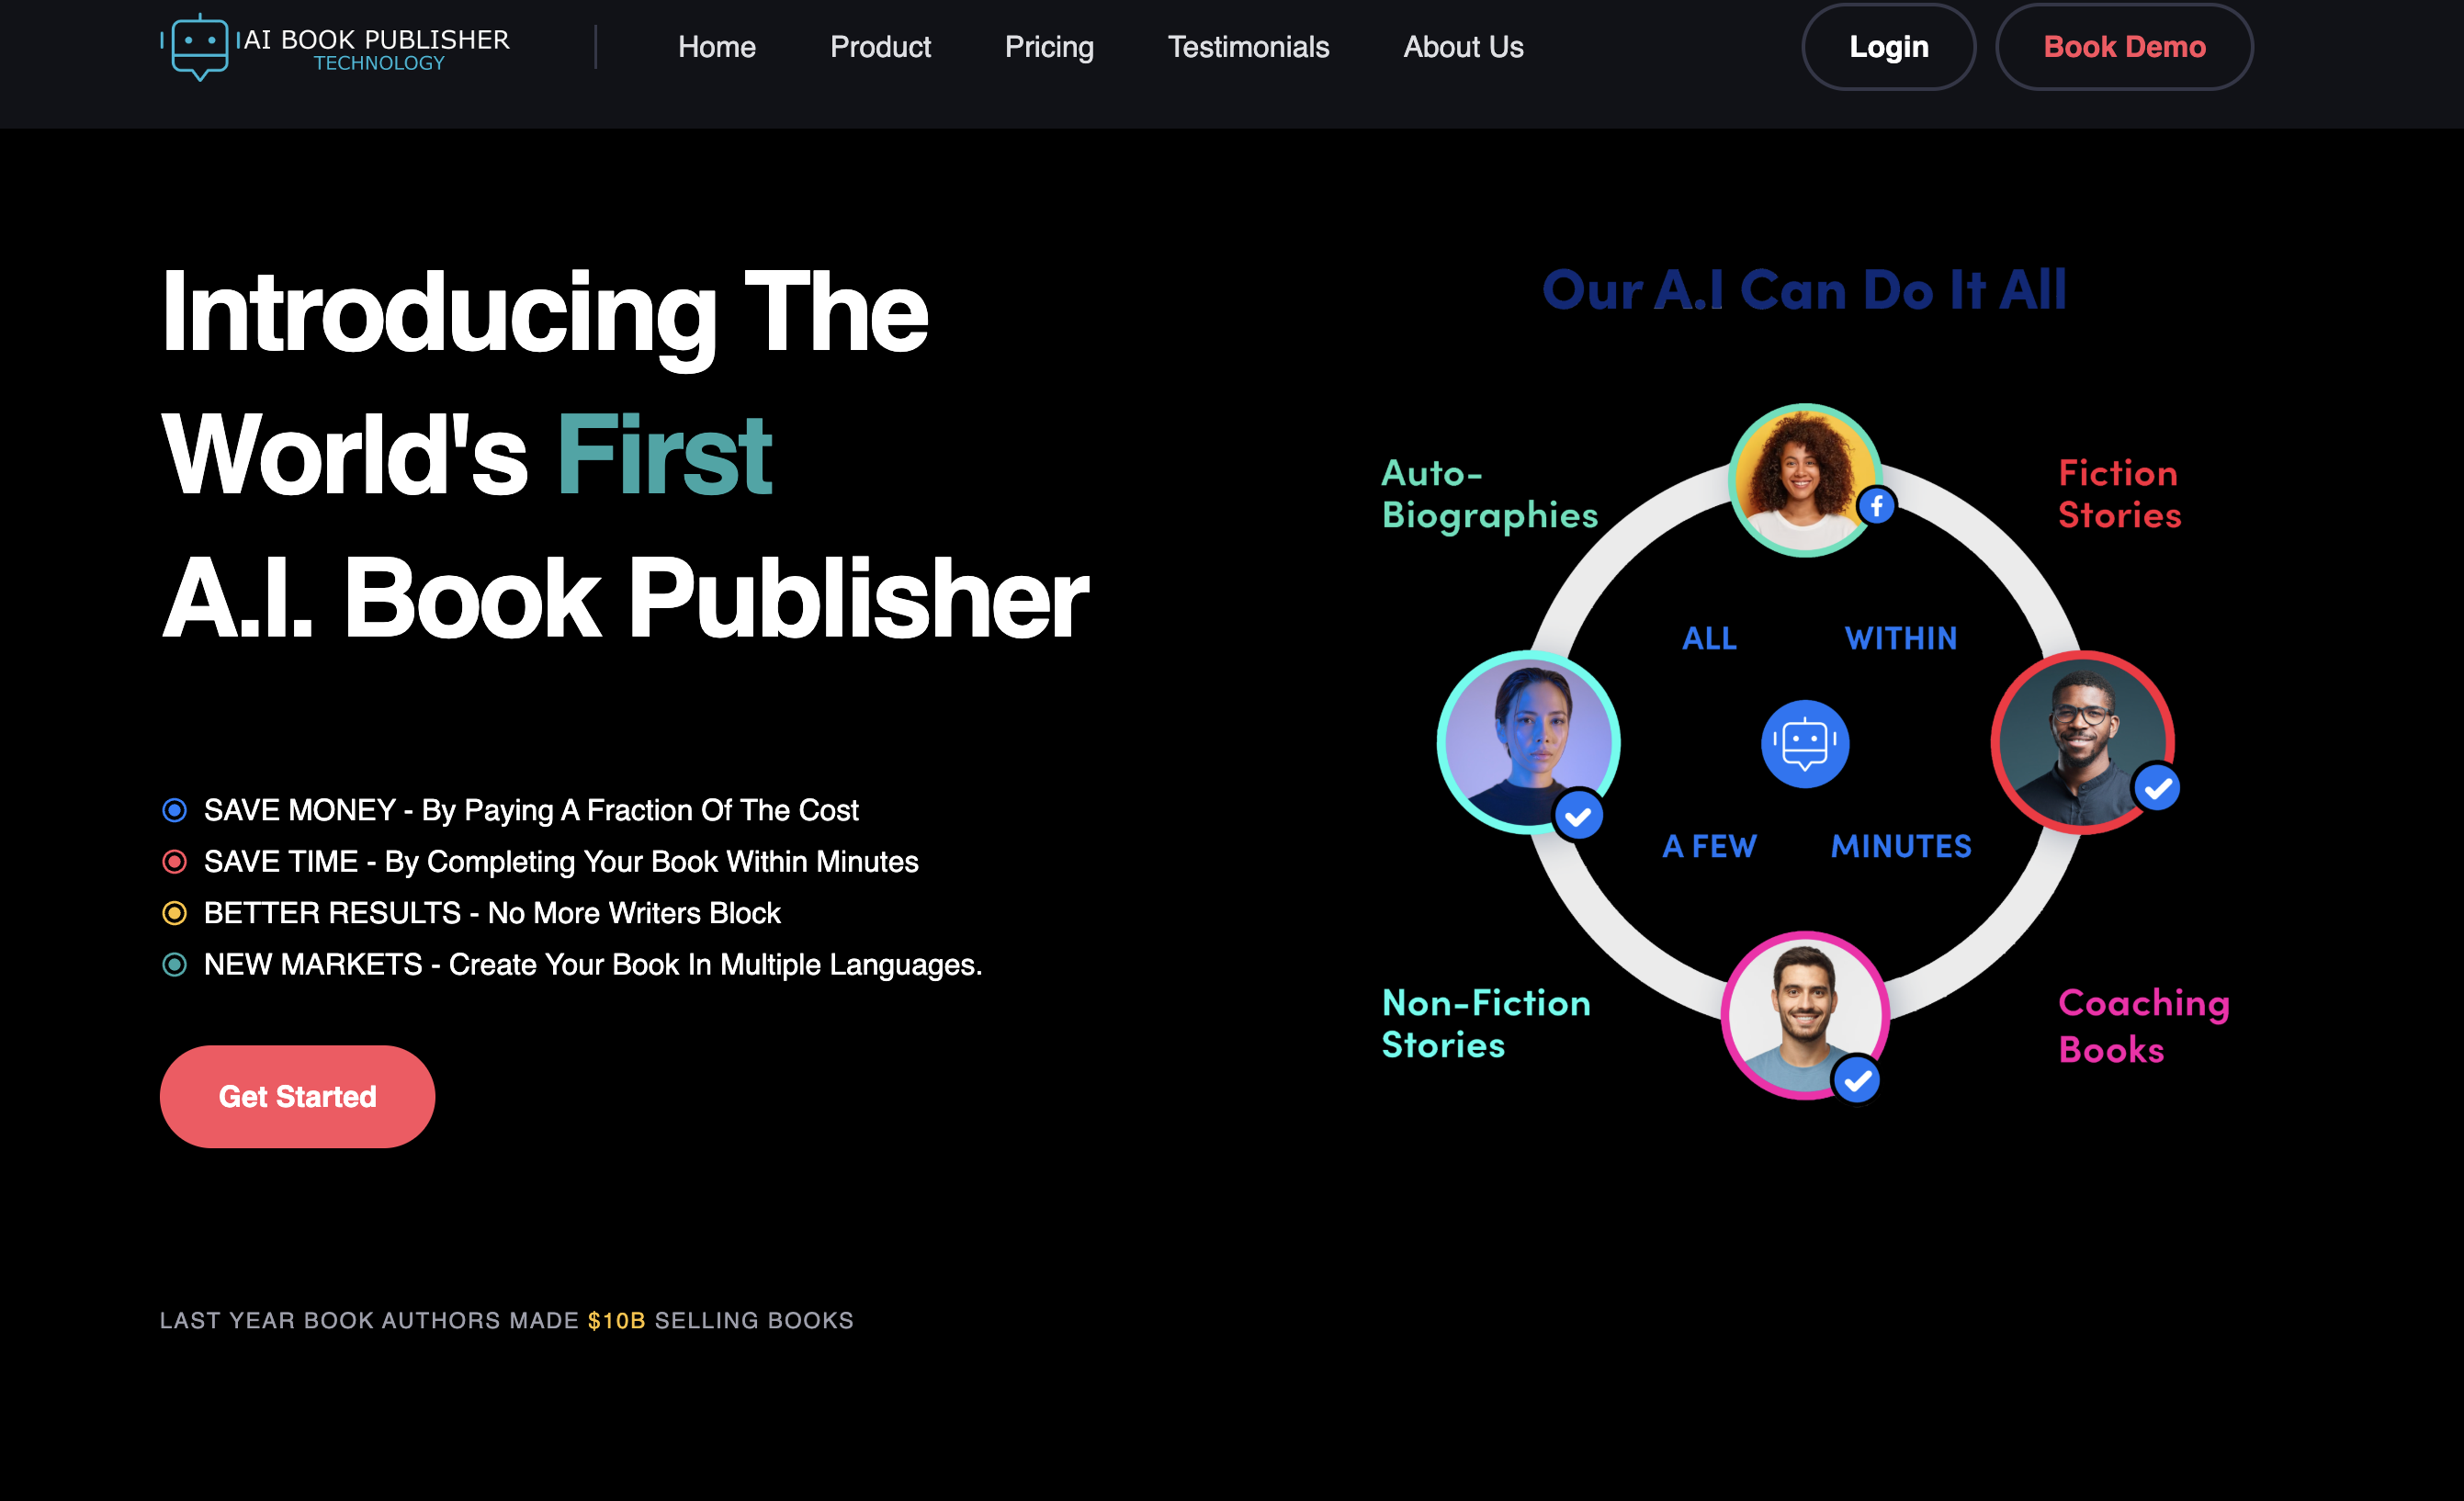 AI BOOK PUBLISHER
TECHNOLOGY
Home
Product
Pricing
Testimonials
About Us
Login
Book Demo
Introducing The
World's First
A.I. Book Publisher
SAVE MONEY - By Paying A Fraction Of The Cost
SAVE TIME - By Completing Your Book Within Minutes
BETTER RESULTS - No More Writers Block
NEW MARKETS - Create Your Book In Multiple Languages.
Get Started
LAST YEAR BOOK AUTHORS MADE $10B SELLING BOOKS
Our A.I Can Do It All
Auto-
Biographies
Fiction
Stories
ALL WITHIN
A FEW MINUTES
Non-Fiction
Stories
Coaching
Books